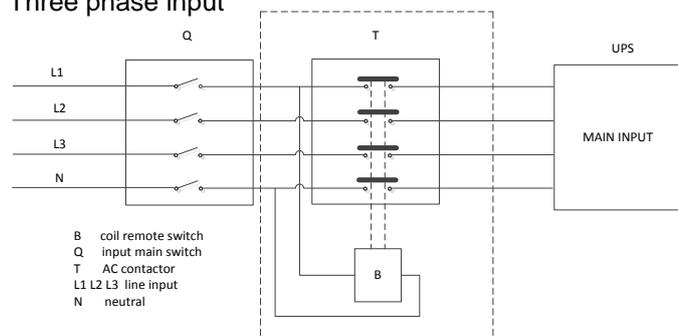 Three phase input
Q
T
UPS
L1
L2
L3
N
MAIN INPUT
B
B coil remote switch
Q input main switch
T AC contactor
L1 L2 L3 line input
N neutral